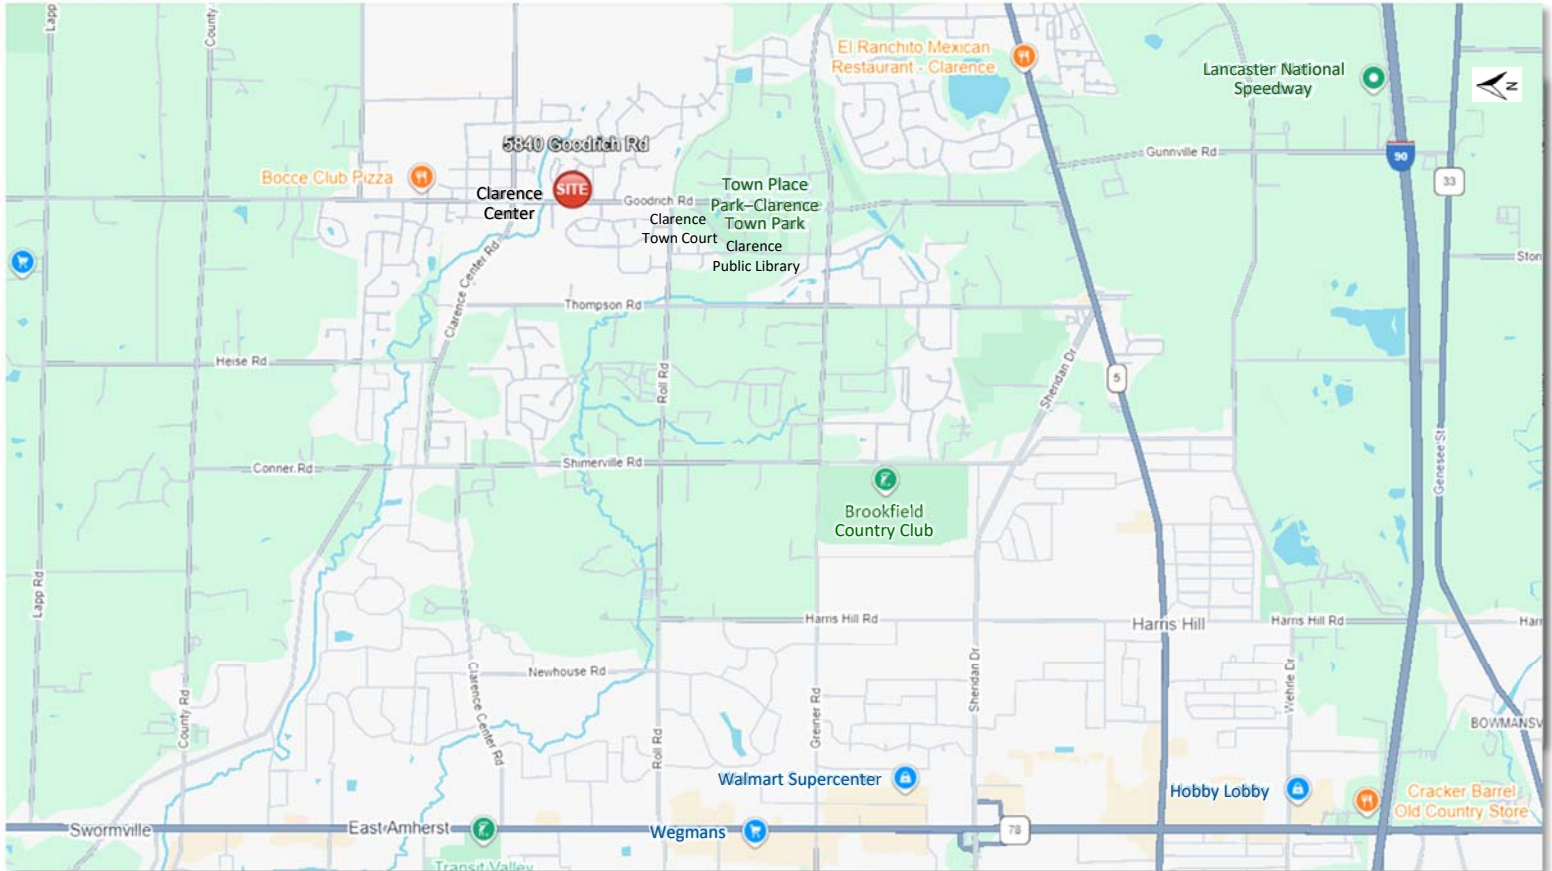 Lapp
County
El Ranchito Mexican
Restaurant - Clarence
Lancaster National
Speedway
N
5840 Goodrich Rd
90
Gunnville Rd
33
Bocce Club Pizza
SITE
Clarence
Center
Goodrich Rd
Town Place
Park–Clarence
Town Park
Clarence
Town Court
Clarence
Public Library
Clarence Center Rd
Ston
Thompson Rd
Heise Rd
Roll Rd
Sheridan Dr
5
Conner Rd
Shimerville Rd
Genesee St
Brookfield
Country Club
Lapp Rd
Harris Hill Rd
Harris Hill
Harris Hill Rd
Harr
Newhouse Rd
County Rd
Clarence Center Rd
Roll Rd
Greiner Rd
Sheridan Dr
Wehrle Dr
BOWMANSV
Walmart Supercenter
Hobby Lobby
Cracker Barrel
Old Country Store
Swormville
East Amherst
Wegmans
78
Transit Valley